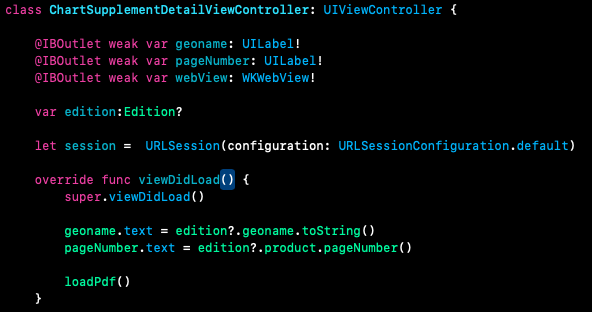 class ChartSupplementDetailViewController: UIViewController {
@IBOutlet weak var geoname: UILabel!
@IBOutlet weak var pageNumber: UILabel!
@IBOutlet weak var webView: WKWebView!
var edition:Edition?
let session =  URLSession(configuration: URLSessionConfiguration.default)
override func viewDidLoad() {
super.viewDidLoad()
geoname.text = edition?.geoname.toString()
pageNumber.text = edition?.product.pageNumber()
loadPdf()
}